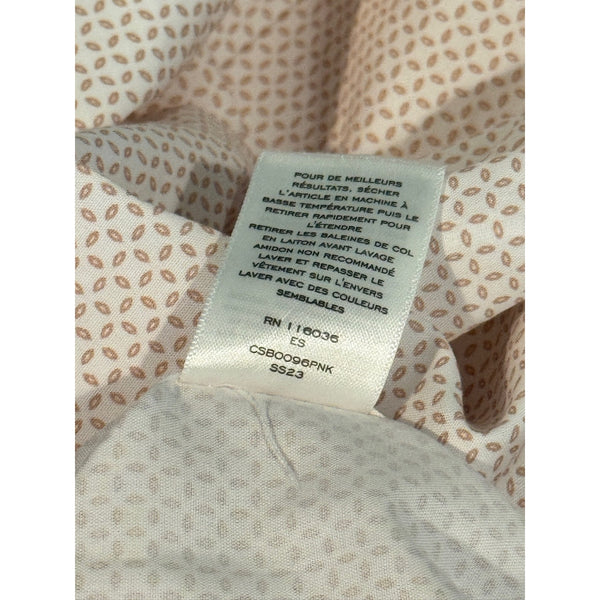 POUR DE MEILLEURS
RÉSULTATS, SÉCHER
L'ARTICLE EN MACHINE À
BASSE TEMPÉRATURE PUIS LE
RETIRER RAPIDEMENT POUR
L'ÉTENDRE
RETIRER LES BALEINES DE COL
EN LAITON AVANT LAVAGE
AMIDON NON RECOMMANDÉ
LAVER ET REPASSER LE
VÊTEMENT SUR L'ENVERS
LAVER AVEC DES COULEURS
SEMBLABLES
RN 116036
ES
CSB0096PNK
SS23